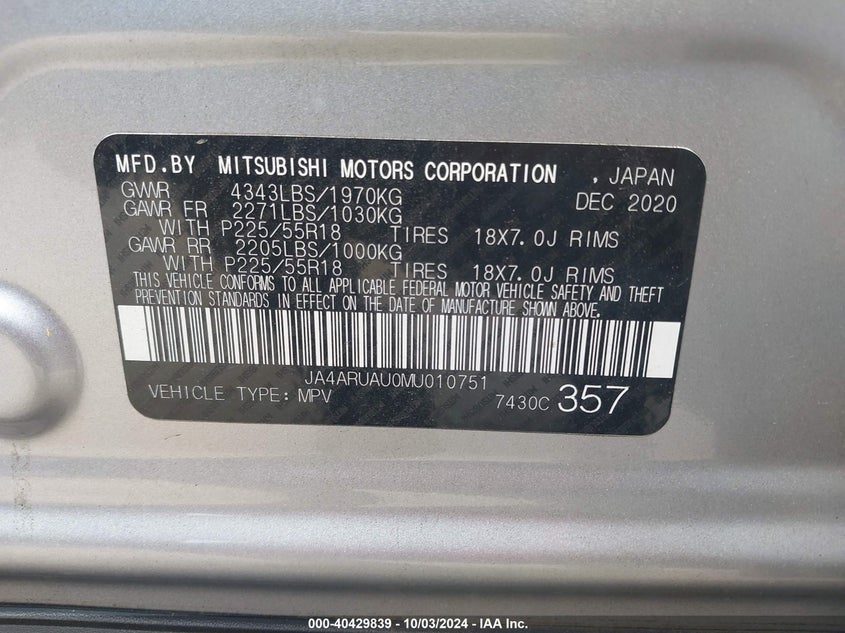 MFD.BY MITSUBISHI MOTORS CORPORATION , JAPAN
GVWR 4343LBS/1970KG DEC 2020
GAWR FR 2271LBS/1030KG
WITH P225/55R18 TIRES 18X7.0J RIMS
GAWR RR 2205LBS/1000KG
WITH P225/55R18 TIRES 18X7.0J RIMS
THIS VEHICLE CONFORMS TO ALL APPLICABLE FEDERAL MOTOR VEHICLE SAFETY AND THEFT
PREVENTION STANDARDS IN EFFECT ON THE DATE OF MANUFACTURE SHOWN ABOVE.
JA4ARUAU0MU010751
VEHICLE TYPE: MPV 7430C 357
000-40429839 - 10/03/2024 - IAA Inc.